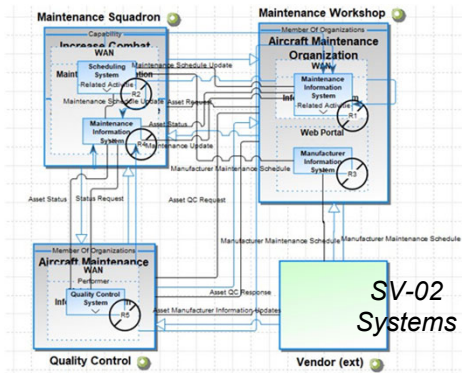 Maintenance Squadron
Maintenance Workshop
Capability
Increase Combat
WAN
Scheduling
System
Related Activitie
R2
Maintenance Schedule Update
Maintenance Schedule Update
Asset Request
Maintenance
Information
System
R4
Asset Status
Maintenance Update
Member Of Organizations
Aircraft Maintenance
Organization
WAN
Maintenance
Information
System
Related Activitie
R1
Web Portal
Manufacturer
Information
System
R3
Manufacturer Maintenance Schedule
Asset Status
Status Request
Asset QC Request
Manufacturer Maintenance Schedule
Manufacturer Maintenance Schedule
Member Of Organizations
Aircraft Maintenance
WAN
Performer
Quality Control
System
R5
Asset QC Response
Asset Manufacturer Information Updates
SV-02
Systems
Quality Control
Vendor (ext)